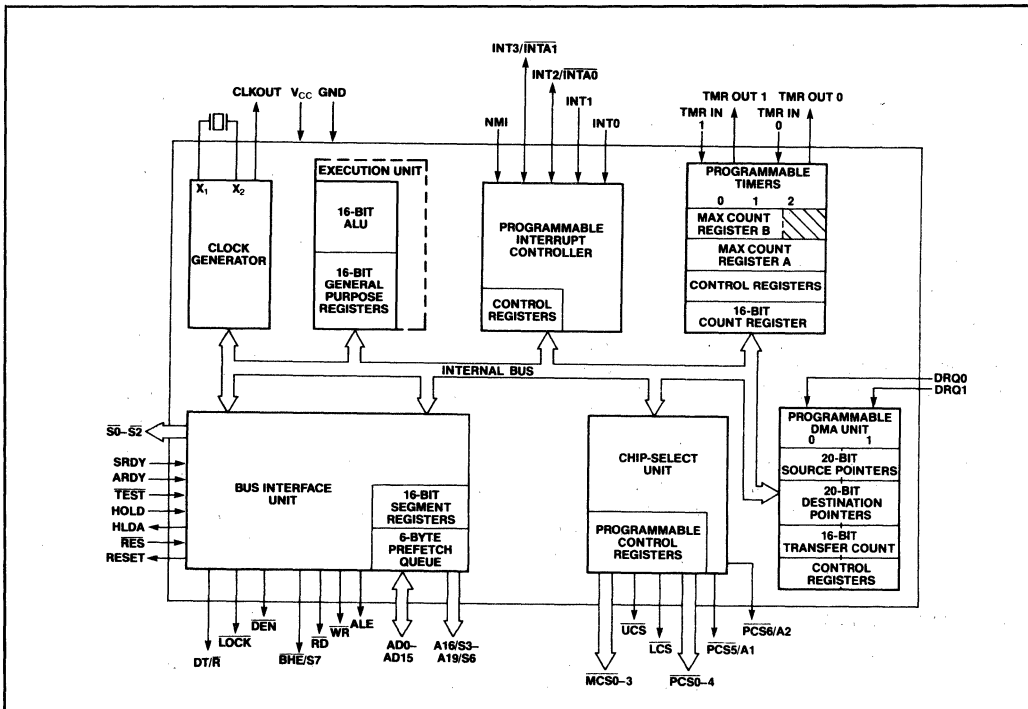 INT3/INTA1
INT2/INTA0
CLKOUT VCC GND
INT1
NMI
INT0
TMR OUT 1 TMR OUT 0
TMR IN 1
TMR IN 0
X1 X2
CLOCK
GENERATOR
EXECUTION UNIT
16-BIT
ALU
16-BIT
GENERAL
PURPOSE
REGISTERS
PROGRAMMABLE
INTERRUPT
CONTROLLER
CONTROL
REGISTERS
PROGRAMMABLE
TIMERS
0 1 2
MAX COUNT
REGISTER B
MAX COUNT
REGISTER A
CONTROL REGISTERS
16-BIT
COUNT REGISTER
INTERNAL BUS
DRQ0
DRQ1
S0–S2
SRDY
ARDY
TEST
HOLD
HLDA
RES
RESET
BUS INTERFACE
UNIT
16-BIT
SEGMENT
REGISTERS
6-BYTE
PREFETCH
QUEUE
CHIP-SELECT
UNIT
PROGRAMMABLE
CONTROL
REGISTERS
PROGRAMMABLE
DMA UNIT
0 1
20-BIT
SOURCE POINTERS
20-BIT
DESTINATION
POINTERS
16-BIT
TRANSFER COUNT
CONTROL
REGISTERS
DT/R
LOCK
DEN
BHE/S7
RD
WR
ALE
AD0–
AD15
A16/S3–
A19/S6
UCS
LCS
PCS6/A2
PCS5/A1
MCS0–3
PCS0–4